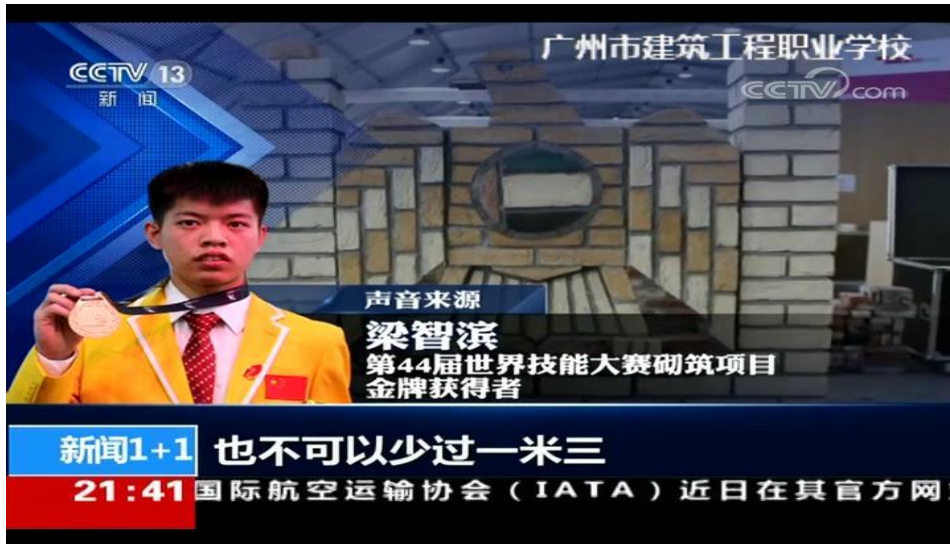 广州市建筑工程职业学校
CCTV 13
新闻
CCTV.com
声音来源
梁智滨
第44届世界技能大赛砌筑项目
金牌获得者
新闻1+1
也不可以少过一米三
21:41
国际航空运输协会（IATA）近日在其官方网